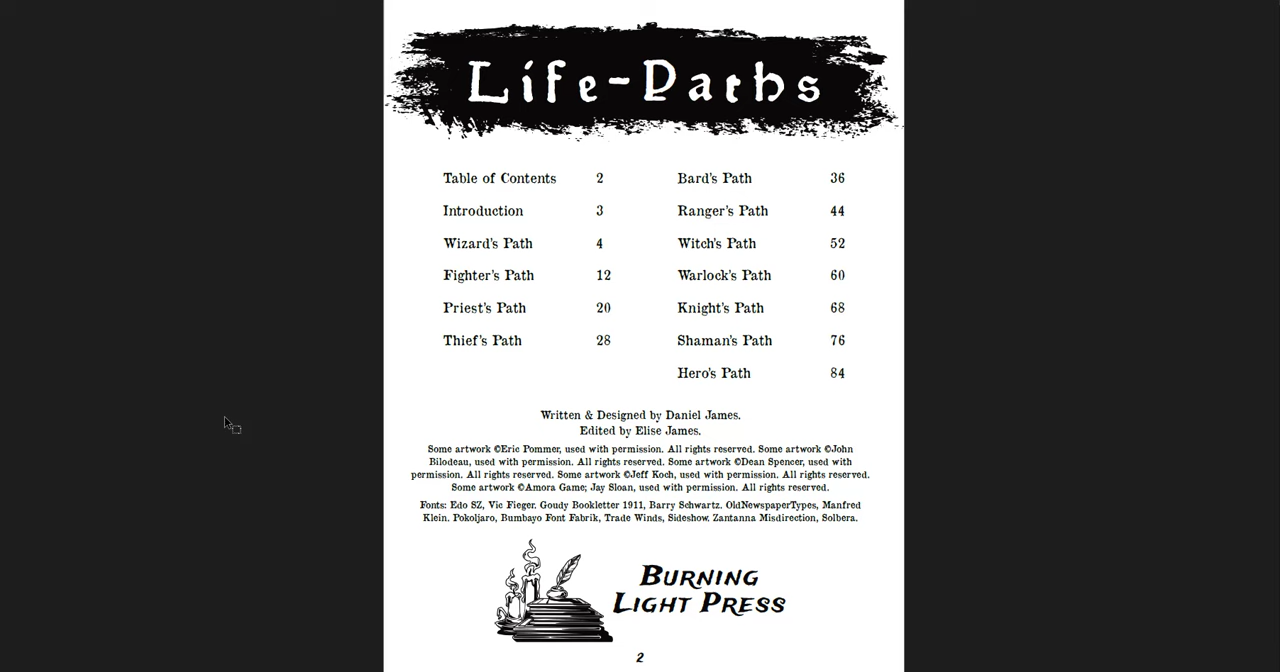 Life-Paths
Table of Contents 2
Introduction 3
Wizard's Path 4
Fighter's Path 12
Priest's Path 20
Thief's Path 28
Bard's Path 36
Ranger's Path 44
Witch's Path 52
Warlock's Path 60
Knight's Path 68
Shaman's Path 76
Hero's Path 84
Written & Designed by Daniel James.
Edited by Elise James.
Some artwork ©Eric Pommer, used with permission. All rights reserved. Some artwork ©John
Bilodeau, used with permission. All rights reserved. Some artwork ©Dean Spencer, used with
permission. All rights reserved. Some artwork ©Jeff Koch, used with permission. All rights reserved.
Some artwork ©Amora Game; Jay Sloan, used with permission. All rights reserved.
Fonts: Edo SZ, Vic Fieger. Goudy Bookletter 1911, Barry Schwartz. OldNewspaperTypes, Manfred
Klein. Pokoljaro, Bumbayo Font Fabrik, Trade Winds, Sideshow. Zantanna Misdirection, Solbera.
Burning
Light Press
2